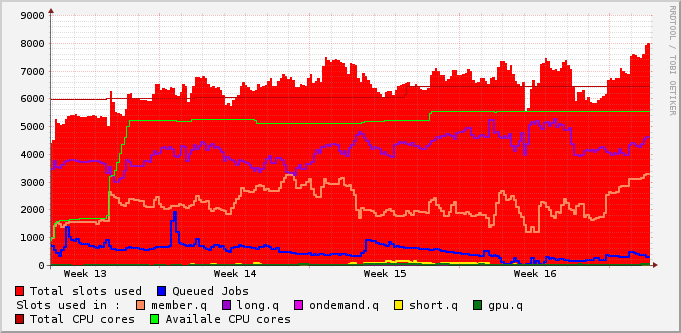 9000
8000
7000
6000
5000
4000
3000
2000
1000
0
Week 13 Week 14 Week 15 Week 16
Total slots used Queued Jobs
Slots used in : member.q long.q ondemand.q short.q gpu.q
Total CPU cores Availale CPU cores
RRDTOOL / TOBI OETIKER